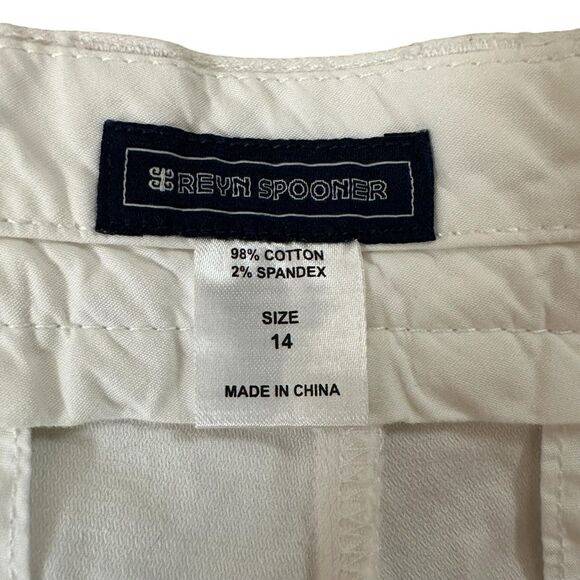 REYN SPOONER
98% COTTON
2% SPANDEX
SIZE
14
MADE IN CHINA